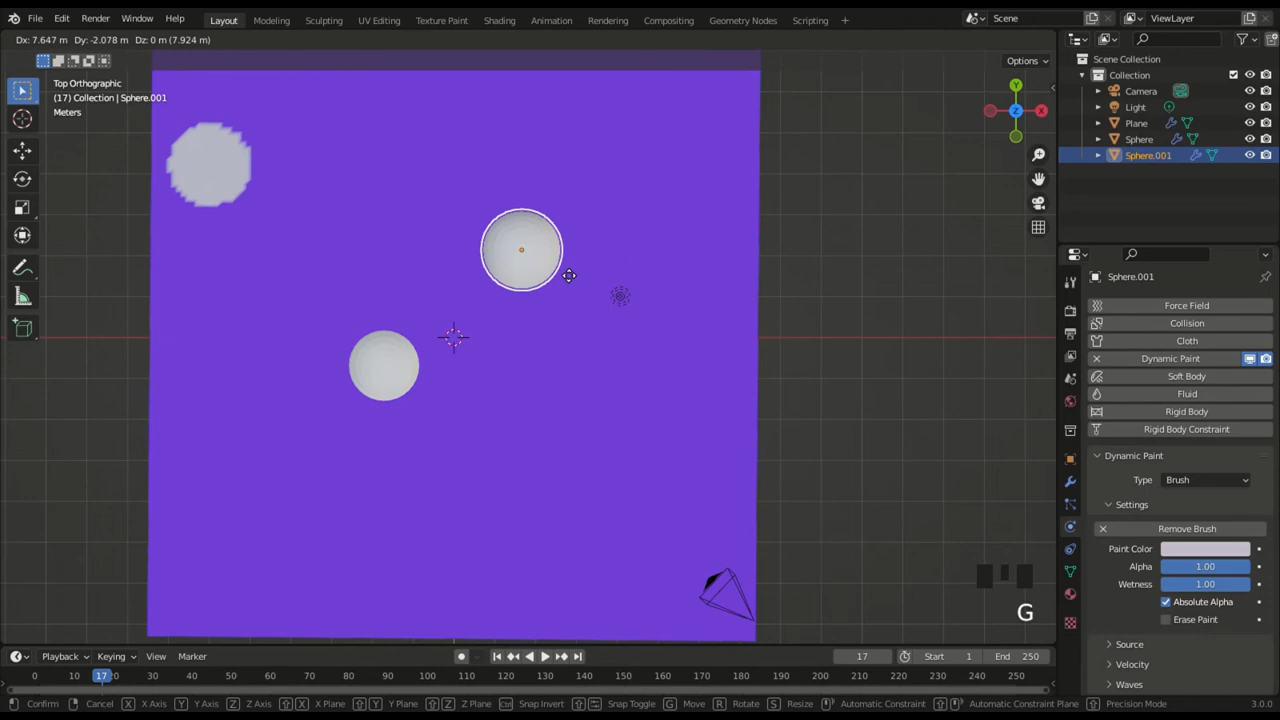 File Edit Render Window Help Layout Modeling Sculpting UV Editing Texture Paint Shading Animation Rendering Compositing Geometry Nodes Scripting + Scene ViewLayer
Dx: 7.647 m Dy: -2.078 m Dz: 0 m (7.924 m)
Options
Top Orthographic
(17) Collection | Sphere.001
Meters
Y
Z X
G
Scene Collection
Collection
Camera
Light
Plane
Sphere
Sphere.001
Sphere.001
Force Field
Collision
Cloth
Dynamic Paint
Soft Body
Fluid
Rigid Body
Rigid Body Constraint
Dynamic Paint
Type Brush
Settings
Remove Brush
Paint Color
Alpha 1.00
Wetness 1.00
Absolute Alpha
Erase Paint
Source
Velocity
Waves
Playback Keying View Marker 17 Start 1 End 250
0 10 17 20 30 40 50 60 70 80 90 100 110 120 130 140 150 160 170 180 190 200 210 220 230 240 250
Confirm Cancel X X Axis Y Y Axis Z Z Axis X X Plane Y Y Plane Z Z Plane Snap Invert Snap Toggle G Move R Rotate S Resize Automatic Constraint Automatic Constraint Plane Precision Mode 3.0.0